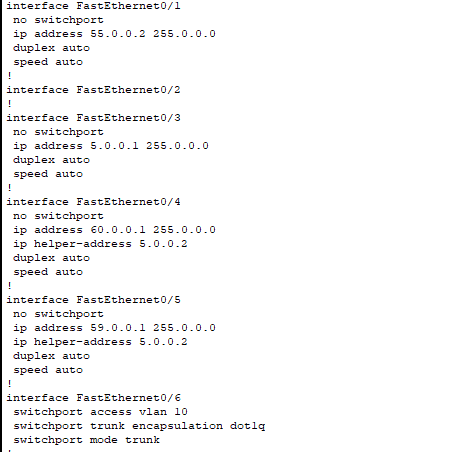 interface FastEthernet0/1
 no switchport
 ip address 55.0.0.2 255.0.0.0
 duplex auto
 speed auto
!
interface FastEthernet0/2
!
interface FastEthernet0/3
 no switchport
 ip address 5.0.0.1 255.0.0.0
 duplex auto
 speed auto
!
interface FastEthernet0/4
 no switchport
 ip address 60.0.0.1 255.0.0.0
 ip helper-address 5.0.0.2
 duplex auto
 speed auto
!
interface FastEthernet0/5
 no switchport
 ip address 59.0.0.1 255.0.0.0
 ip helper-address 5.0.0.2
 duplex auto
 speed auto
!
interface FastEthernet0/6
 switchport access vlan 10
 switchport trunk encapsulation dot1q
 switchport mode trunk